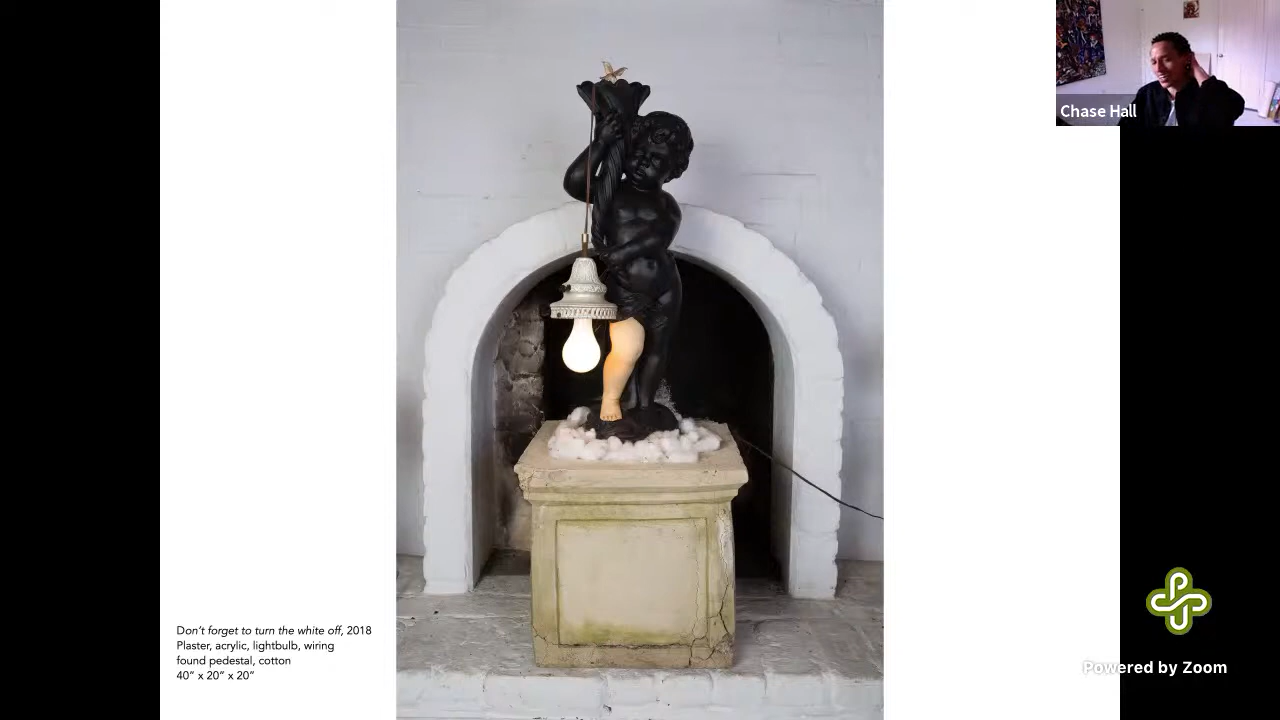 Chase Hall
Don't forget to turn the white off, 2018
Plaster, acrylic, lightbulb, wiring
found pedestal, cotton
40" x 20" x 20"
Powered by Zoom